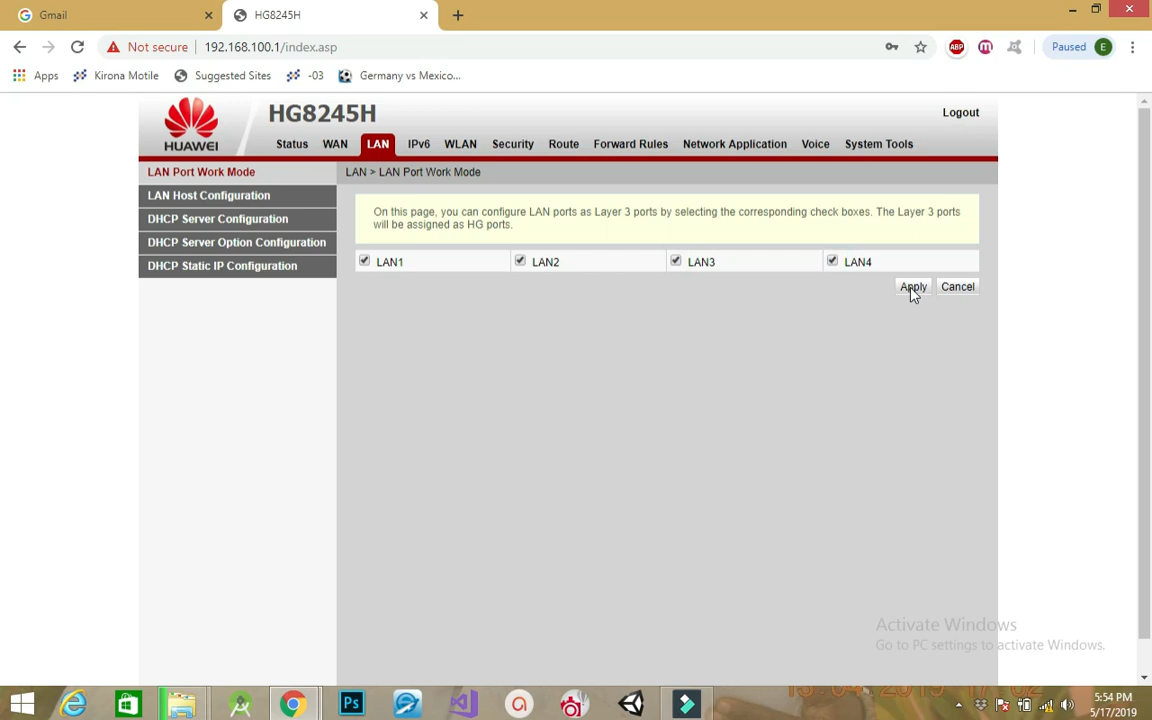 Gmail
HG8245H
Not secure
192.168.100.1/index.asp
ABP
m
Paused
E
Apps
Kirona Motile
Suggested Sites
-03
Germany vs Mexico...
HUAWEI
HG8245H
Logout
Status
WAN
LAN
IPv6
WLAN
Security
Route
Forward Rules
Network Application
Voice
System Tools
LAN Port Work Mode
LAN Host Configuration
DHCP Server Configuration
DHCP Server Option Configuration
DHCP Static IP Configuration
LAN > LAN Port Work Mode
On this page, you can configure LAN ports as Layer 3 ports by selecting the corresponding check boxes. The Layer 3 ports
will be assigned as HG ports.
LAN1
LAN2
LAN3
LAN4
Apply
Cancel
Activate Windows
Go to PC settings to activate Windows.
Ps
5:54 PM
5/17/2019